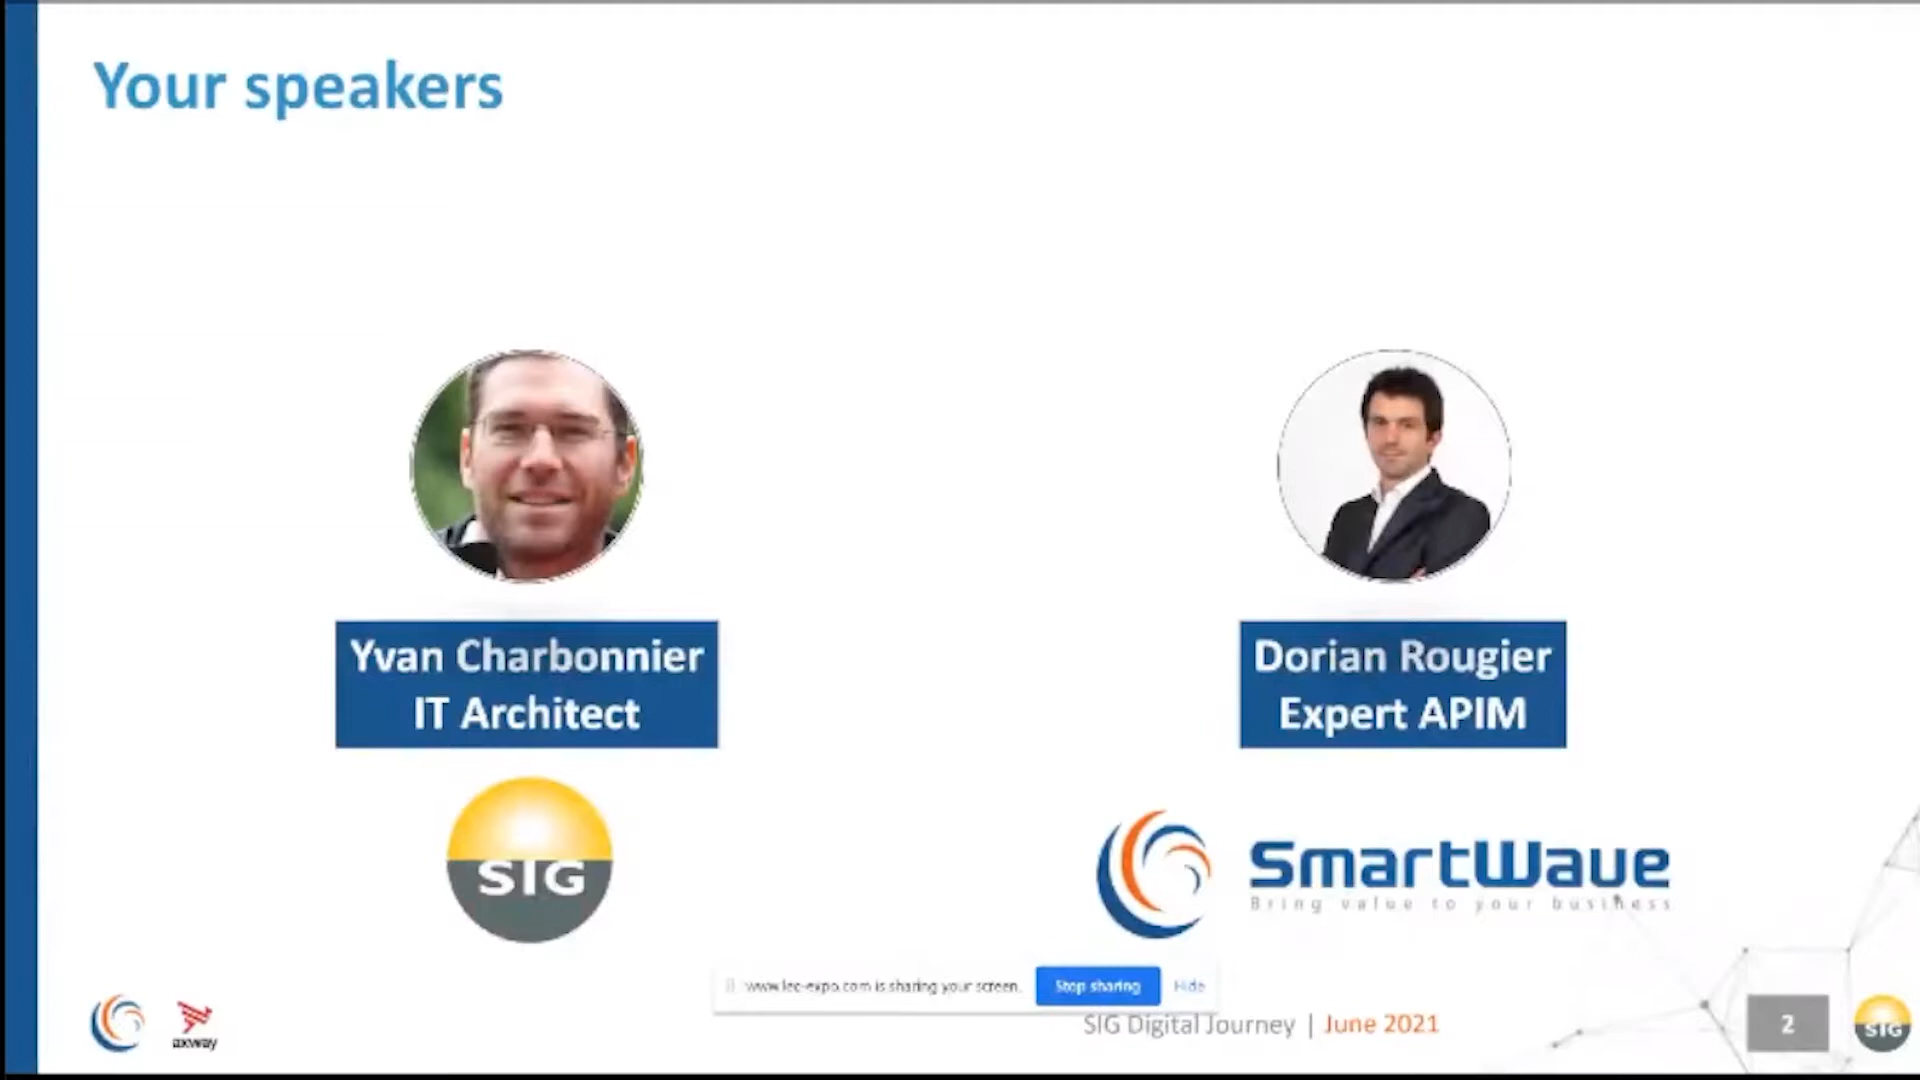 Your speakers
Yvan Charbonnier
IT Architect
Dorian Rougier
Expert APIM
SIG
SmartWave
Bring value to your business
www.lec-expo.com is sharing your screen.
Stop sharing
Hide
axway
SIG Digital Journey | June 2021
2
SIG